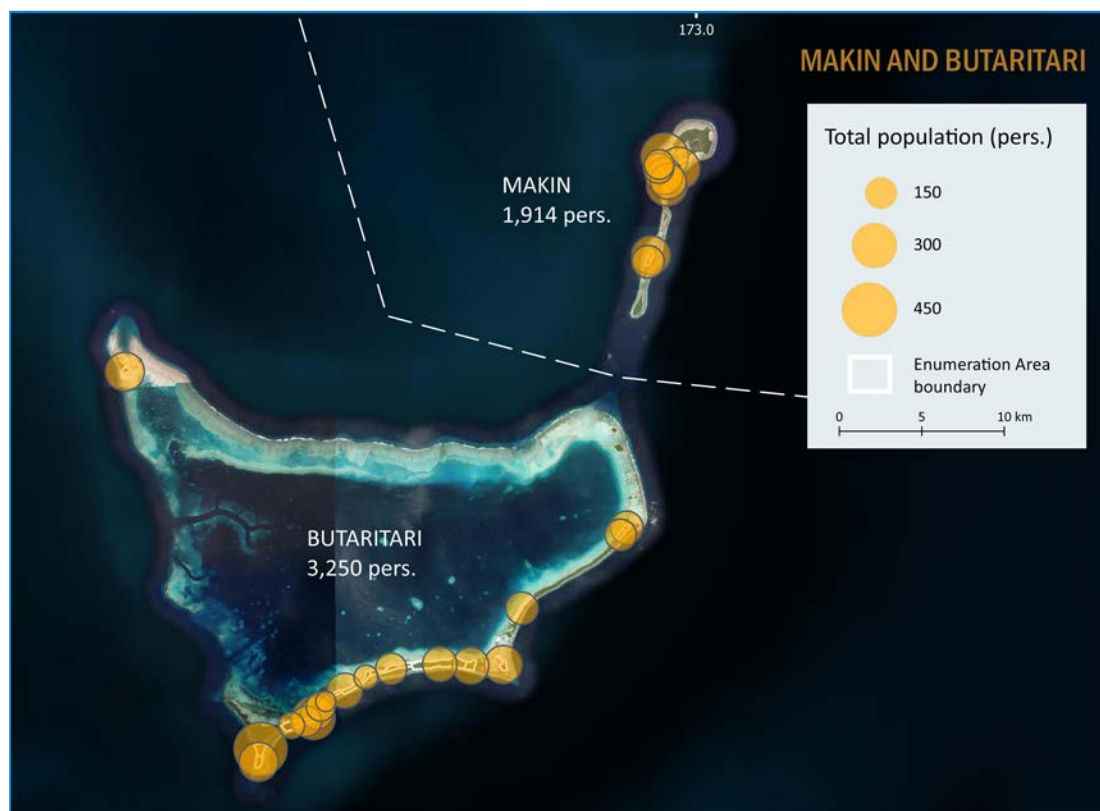 173.0
MAKIN AND BUTARITARI
Total population (pers.)
150
300
450
Enumeration Area
boundary
0 5 10 km
MAKIN
1,914 pers.
BUTARITARI
3,250 pers.